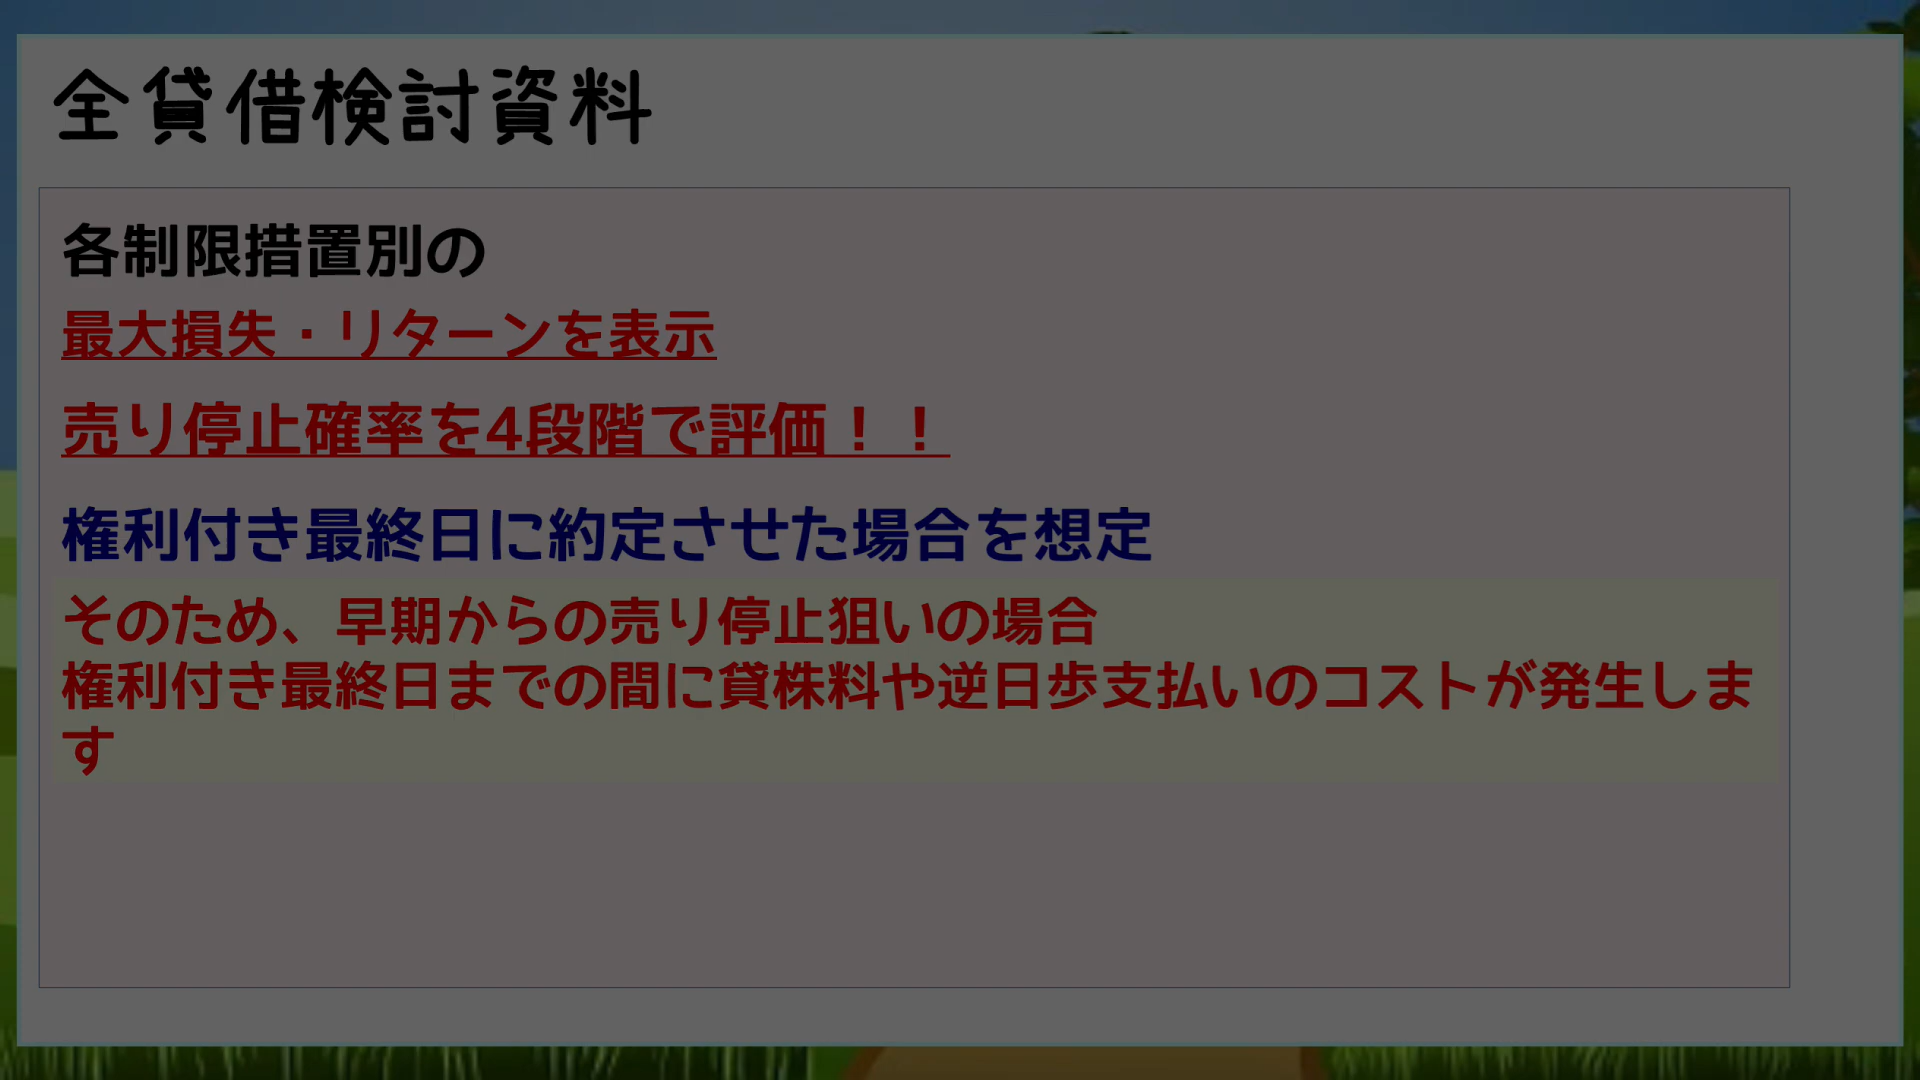 全貸借検討資料
各制限措置別の
最大損失・リターンを表示
売り停止確率を4段階で評価！！
権利付き最終日に約定させた場合を想定
そのため、早期からの売り停止狙いの場合
権利付き最終日までの間に貸株料や逆日歩支払いのコストが発生しま
す